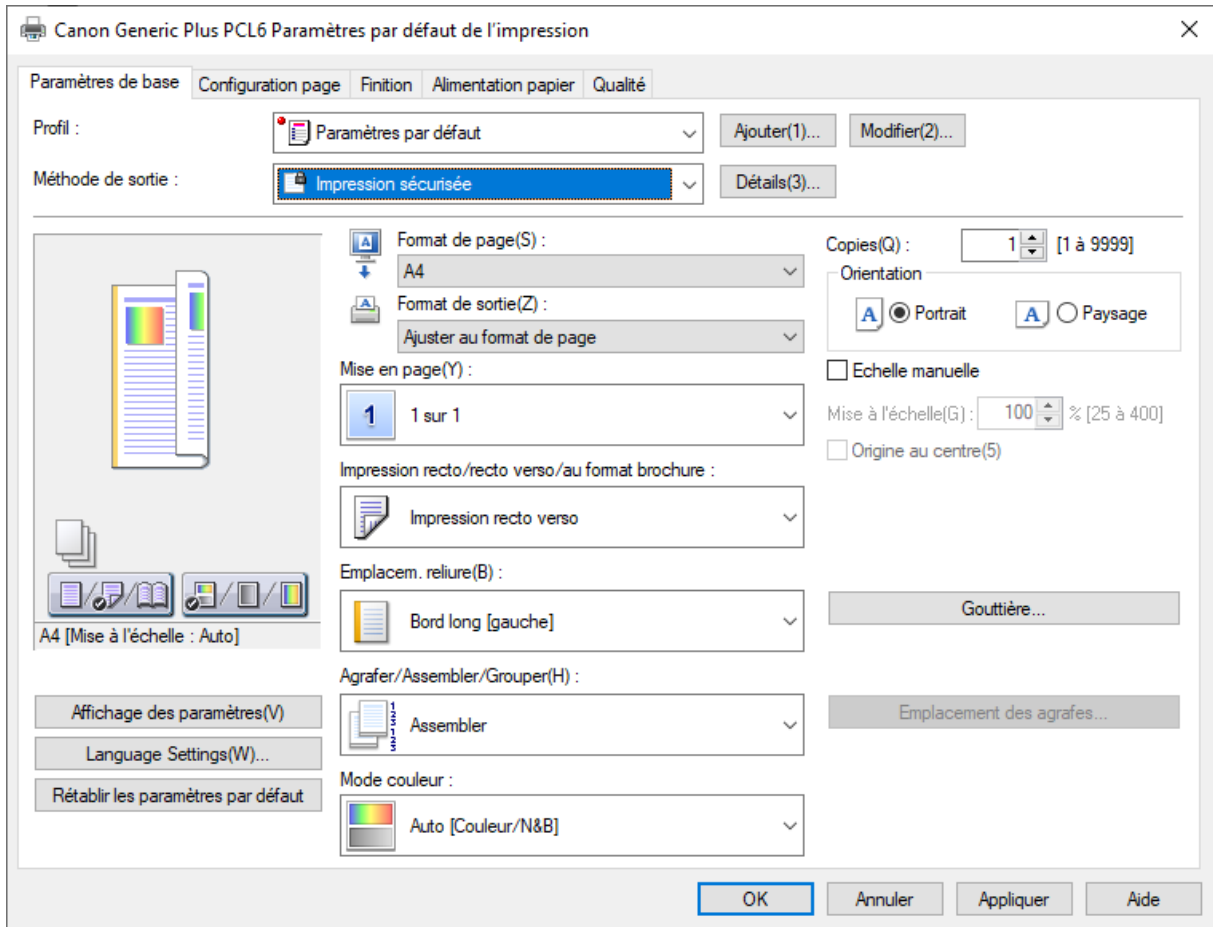 Canon Generic Plus PCL6 Paramètres par défaut de l'impression
Paramètres de base Configuration page Finition Alimentation papier Qualité
Profil : Paramètres par défaut Ajouter(1)... Modifier(2)...
Méthode de sortie : Impression sécurisée Détails(3)...
Format de page(S) :
A4
Format de sortie(Z) :
Ajuster au format de page
Copies(Q) : 1 [1 à 9999]
Orientation
A Portrait A Paysage
Mise en page(Y) :
1 1 sur 1
Echelle manuelle
Mise à l'échelle(G) : 100 % [25 à 400]
Origine au centre(5)
Impression recto/recto verso/au format brochure :
Impression recto verso
Emplacem. reliure(B) :
Bord long [gauche]
Gouttière...
A4 [Mise à l'échelle : Auto]
Agrafer/Assembler/Grouper(H) :
123123 Assembler
Emplacement des agrafes...
Affichage des paramètres(V)
Language Settings(W)...
Rétablir les paramètres par défaut
Mode couleur :
Auto [Couleur/N&B]
OK Annuler Appliquer Aide